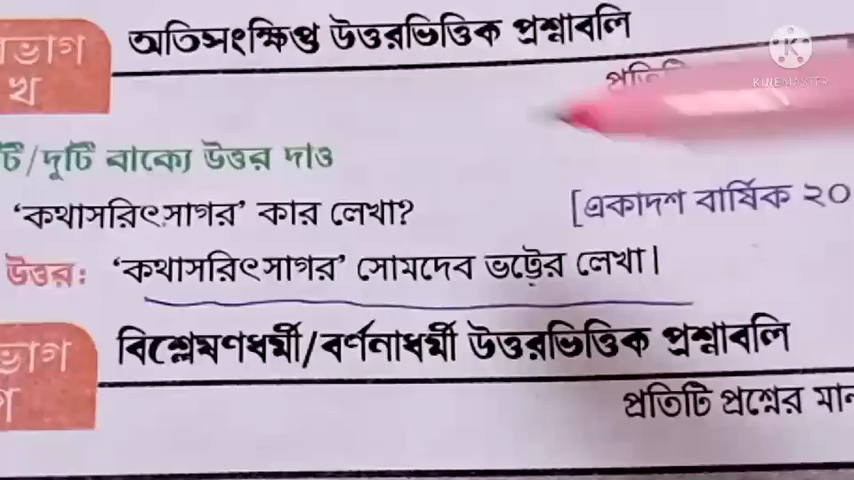 অতিসংক্ষিপ্ত উত্তরভিত্তিক প্রশ্নাবলি
KINEMASTER
খ
প্রতিটি
টি/দুটি বাক্যে উত্তর দাও
‘কথাসরিৎসাগর’ কার লেখা? [একাদশ বার্ষিক ২০
উত্তর: ‘কথাসরিৎসাগর’ সোমদেব ভট্টের লেখা।
বিশ্লেষণধর্মী/বর্ণনাধর্মী উত্তরভিত্তিক প্রশ্নাবলি
প্রতিটি প্রশ্নের মান